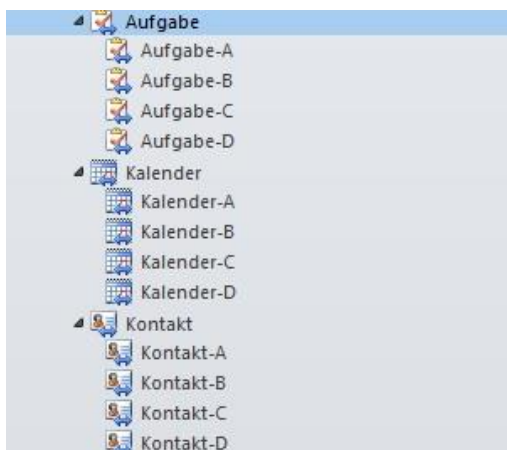 Aufgabe
Aufgabe-A
Aufgabe-B
Aufgabe-C
Aufgabe-D
Kalender
Kalender-A
Kalender-B
Kalender-C
Kalender-D
Kontakt
Kontakt-A
Kontakt-B
Kontakt-C
Kontakt-D